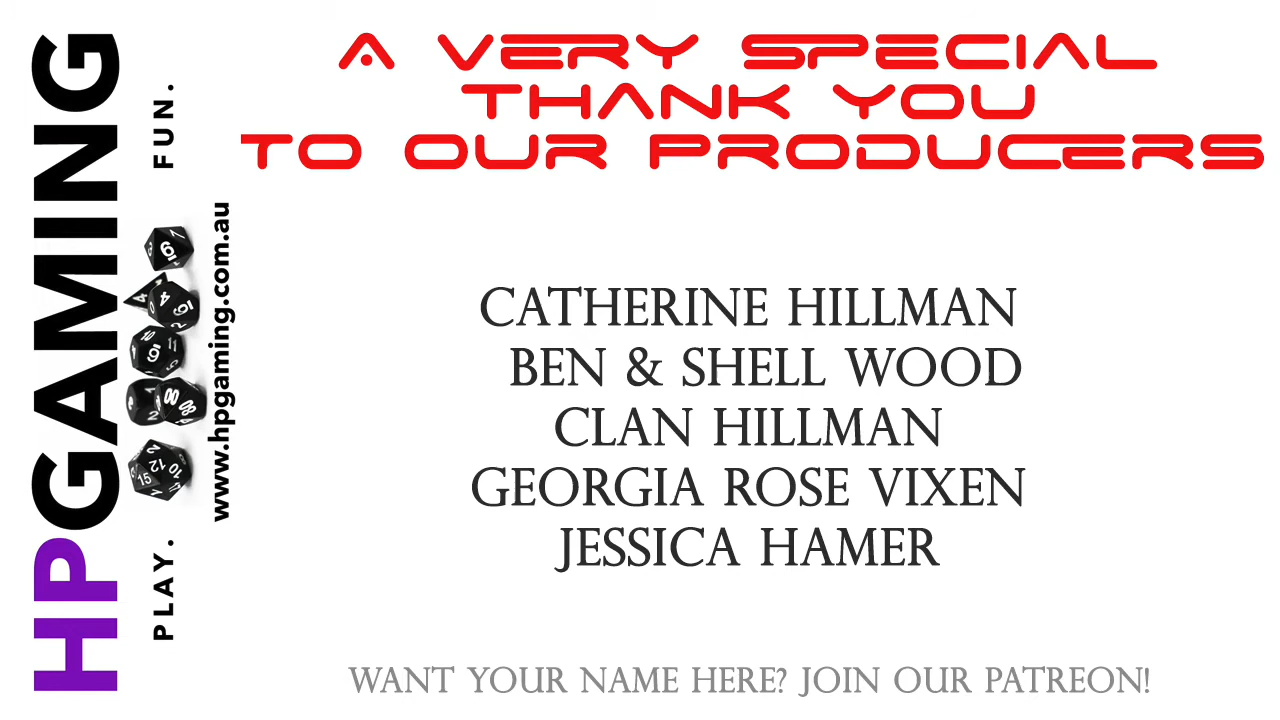 HPGAMING
PLAY. FUN.
www.hpgaming.com.au
A VERY SPECIAL
THANK YOU
TO OUR PRODUCERS
CATHERINE HILLMAN
BEN & SHELL WOOD
CLAN HILLMAN
GEORGIA ROSE VIXEN
JESSICA HAMER
WANT YOUR NAME HERE? JOIN OUR PATREON!